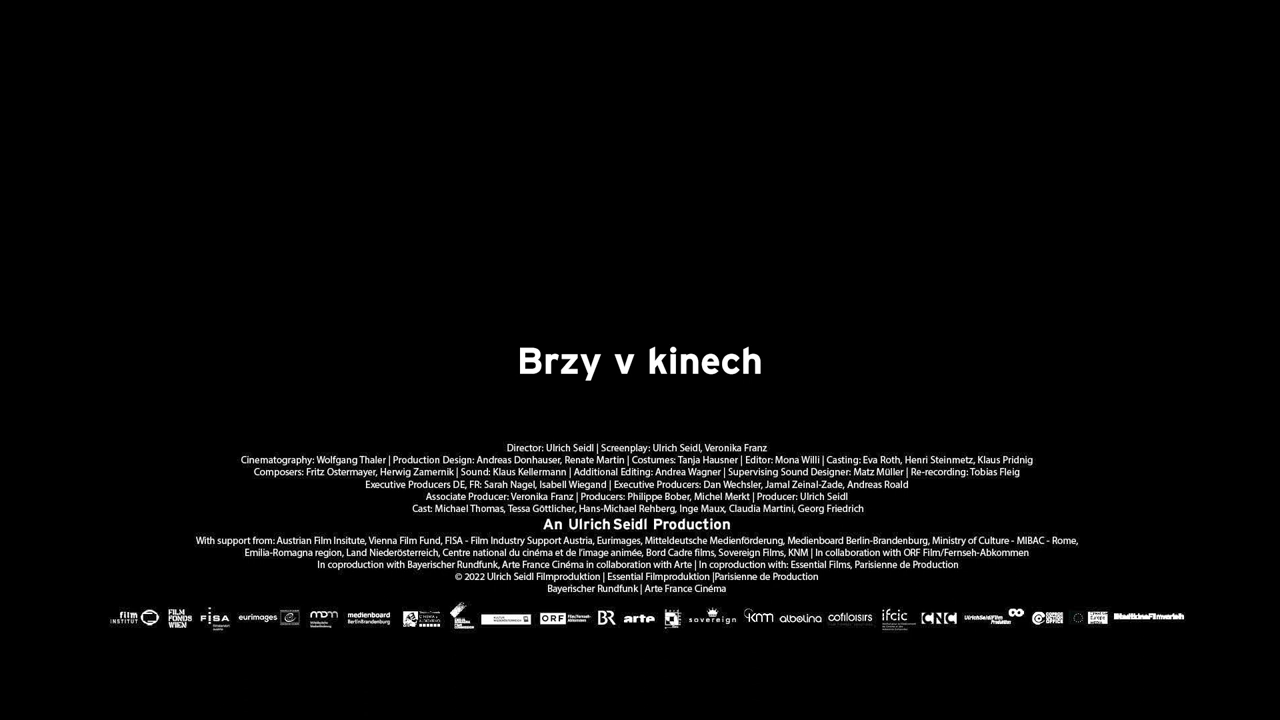 Brzy v kinech
Director: Ulrich Seidl | Screenplay: Ulrich Seidl, Veronika Franz
Cinematography: Wolfgang Thaler | Production Design: Andreas Donhauser, Renate Martin | Costumes: Tanja Hausner | Editor: Mona Willi | Casting: Eva Roth, Henri Steinmetz, Klaus Pridnig
Composers: Fritz Ostermayer, Herwig Zamernik | Sound: Klaus Kellermann | Additional Editing: Andrea Wagner | Supervising Sound Designer: Matz Müller | Re-recording: Tobias Fleig
Executive Producers DE, FR: Sarah Nagel, Isabell Wiegand | Executive Producers: Dan Wechsler, Jamal Zeinal-Zade, Andreas Roald
Associate Producer: Veronika Franz | Producers: Philippe Bober, Michel Merkt | Producer: Ulrich Seidl
Cast: Michael Thomas, Tessa Göttlicher, Hans-Michael Rehberg, Inge Maux, Claudia Martini, Georg Friedrich
An Ulrich Seidl Production
With support from: Austrian Film Insitute, Vienna Film Fund, FISA - Film Industry Support Austria, Eurimages, Mitteldeutsche Medienförderung, Medienboard Berlin-Brandenburg, Ministry of Culture - MIBAC - Rome,
Emilia-Romagna region, Land Niederösterreich, Centre national du cinéma et de l'image animée, Bord Cadre films, Sovereign Films, KNM | In collaboration with ORF Film/Fernseh-Abkommen
In coproduction with Bayerischer Rundfunk, Arte France Cinéma in collaboration with Arte | In coproduction with: Essential Films, Parisienne de Production
© 2022 Ulrich Seidl Filmproduktion | Essential Filmproduktion |Parisienne de Production
Bayerischer Rundfunk | Arte France Cinéma
film INSTITUT FILM FONDS WIEN FISA eurimages mdm medienboard BerlinBrandenburg ORF BR arte sovereign knm albelina cofiloisirs ifcic CNC UlrichSeidlFilm Produktion StadtkinoFilmverleih